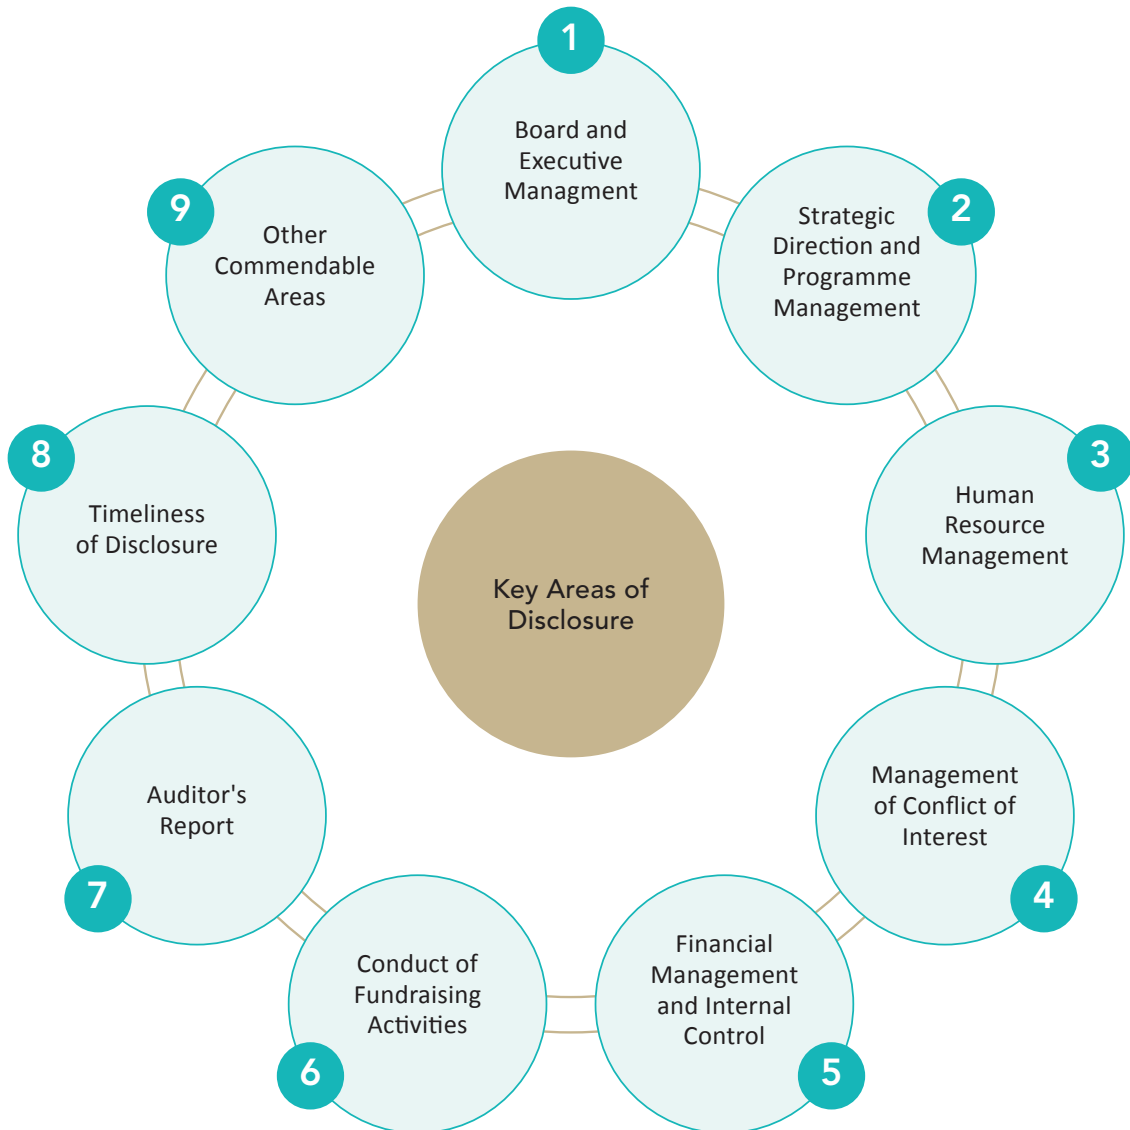 1
Board and
Executive
Managment
2
Strategic
Direction and
Programme
Management
3
Human
Resource
Management
4
Management
of Conflict of
Interest
5
Financial
Management
and Internal
Control
6
Conduct of
Fundraising
Activities
7
Auditor's
Report
8
Timeliness
of Disclosure
9
Other
Commendable
Areas
Key Areas of
Disclosure